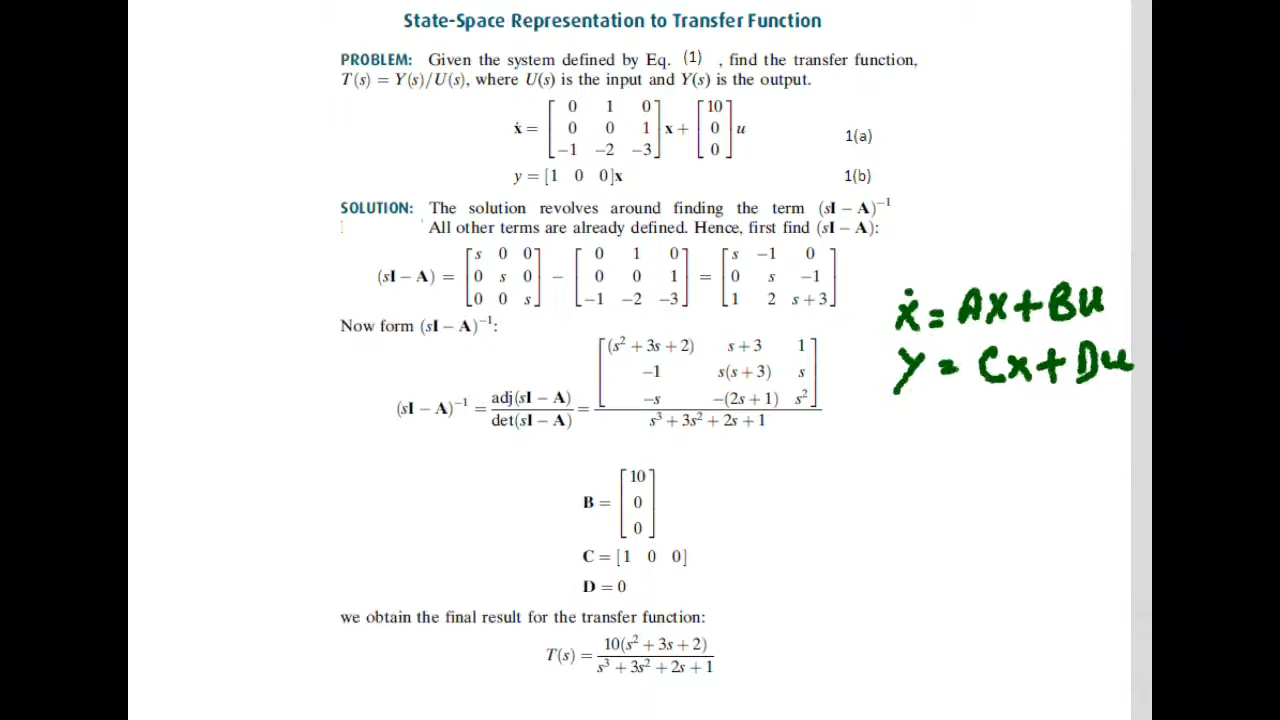 State-Space Representation to Transfer Function
PROBLEM: Given the system defined by Eq. (1) , find the transfer function,
T(s) = Y(s)/U(s), where U(s) is the input and Y(s) is the output.
ẋ = [0 1 0; 0 0 1; −1 −2 −3] x + [10; 0; 0] u 1(a)
y = [1 0 0]x 1(b)
SOLUTION: The solution revolves around finding the term (sI − A)⁻¹
All other terms are already defined. Hence, first find (sI − A):
(sI − A) = [s 0 0; 0 s 0; 0 0 s] − [0 1 0; 0 0 1; −1 −2 −3] = [s −1 0; 0 s −1; 1 2 s+3]
Now form (sI − A)⁻¹:
(sI − A)⁻¹ = adj(sI − A) / det(sI − A) = [(s² + 3s + 2) s + 3 1; −1 s(s + 3) s; −s −(2s + 1) s²] / s³ + 3s² + 2s + 1
ẋ = AX + BU
y = Cx + Du
B = [10; 0; 0]
C = [1 0 0]
D = 0
we obtain the final result for the transfer function:
T(s) = 10(s² + 3s + 2) / s³ + 3s² + 2s + 1